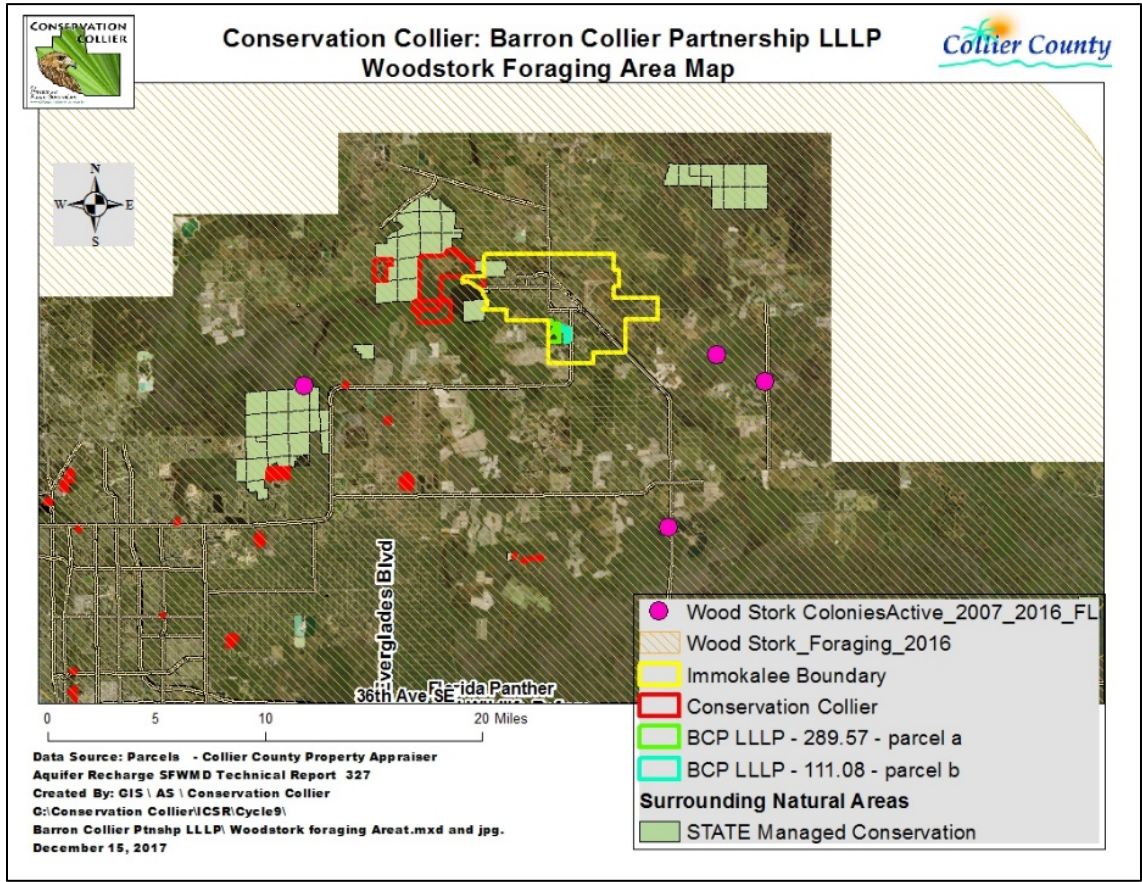 CONSERVATION
COLLIER
Conservation Collier: Barron Collier Partnership LLLP
Woodstork Foraging Area Map
Collier County
N
W
E
S
Everglades Blvd
36th Ave SE
Florida Panther
0
5
10
20 Miles
Wood Stork ColoniesActive_2007_2016_FL
Wood Stork_Foraging_2016
Immokalee Boundary
Conservation Collier
BCP LLLP - 289.57 - parcel a
BCP LLLP - 111.08 - parcel b
Surrounding Natural Areas
STATE Managed Conservation
Data Source: Parcels - Collier County Property Appraiser
Aquifer Recharge SFWMD Technical Report 327
Created By: GIS \ AS \ Conservation Collier
G:\Conservation Collier\ICSR\Cycle9\
Barron Collier Ptnshp LLLP\ Woodstork foraging Areat.mxd and jpg.
December 15, 2017